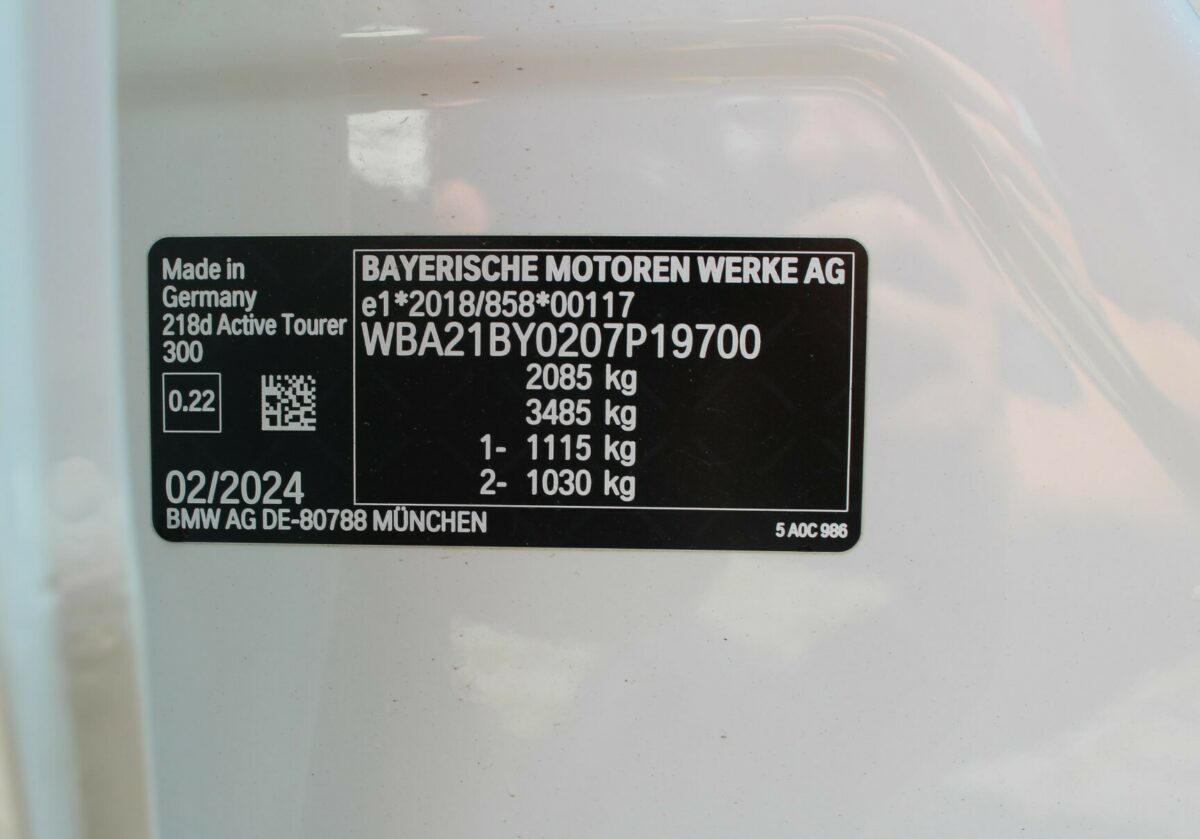 Made in
Germany
218d Active Tourer
300
0.22
02/2024
BAYERISCHE MOTOREN WERKE AG
e1*2018/858*00117
WBA21BY0207P19700
2085 kg
3485 kg
1- 1115 kg
2- 1030 kg
BMW AG DE-80788 MÜNCHEN
5 A0C 986